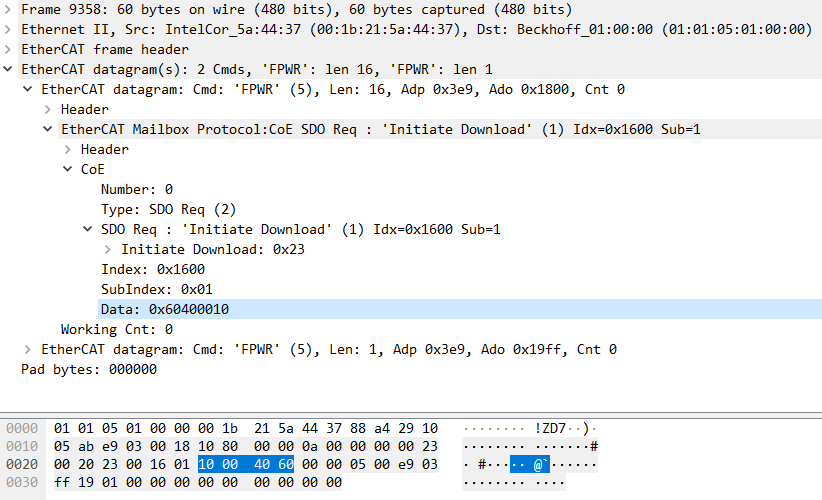 Frame 9358: 60 bytes on wire (480 bits), 60 bytes captured (480 bits)
Ethernet II, Src: IntelCor_5a:44:37 (00:1b:21:5a:44:37), Dst: Beckhoff_01:00:00 (01:01:05:01:00:00)
EtherCAT frame header
EtherCAT datagram(s): 2 Cmds, 'FPWR': len 16, 'FPWR': len 1
EtherCAT datagram: Cmd: 'FPWR' (5), Len: 16, Adp 0x3e9, Ado 0x1800, Cnt 0
Header
EtherCAT Mailbox Protocol:CoE SDO Req : 'Initiate Download' (1) Idx=0x1600 Sub=1
Header
CoE
Number: 0
Type: SDO Req (2)
SDO Req : 'Initiate Download' (1) Idx=0x1600 Sub=1
Initiate Download: 0x23
Index: 0x1600
SubIndex: 0x01
Data: 0x60400010
Working Cnt: 0
EtherCAT datagram: Cmd: 'FPWR' (5), Len: 1, Adp 0x3e9, Ado 0x19ff, Cnt 0
Pad bytes: 000000
0000 01 01 05 01 00 00 00 1b 21 5a 44 37 88 a4 29 10 ········ !ZD7··)·
0010 05 ab e9 03 00 18 10 80 00 00 0a 00 00 00 00 23 ········ ·······#
0020 00 20 23 00 16 01 10 00 40 60 00 00 05 00 e9 03 · #····· @`······
0030 ff 19 01 00 00 00 00 00 00 00 00 00 ········ ····